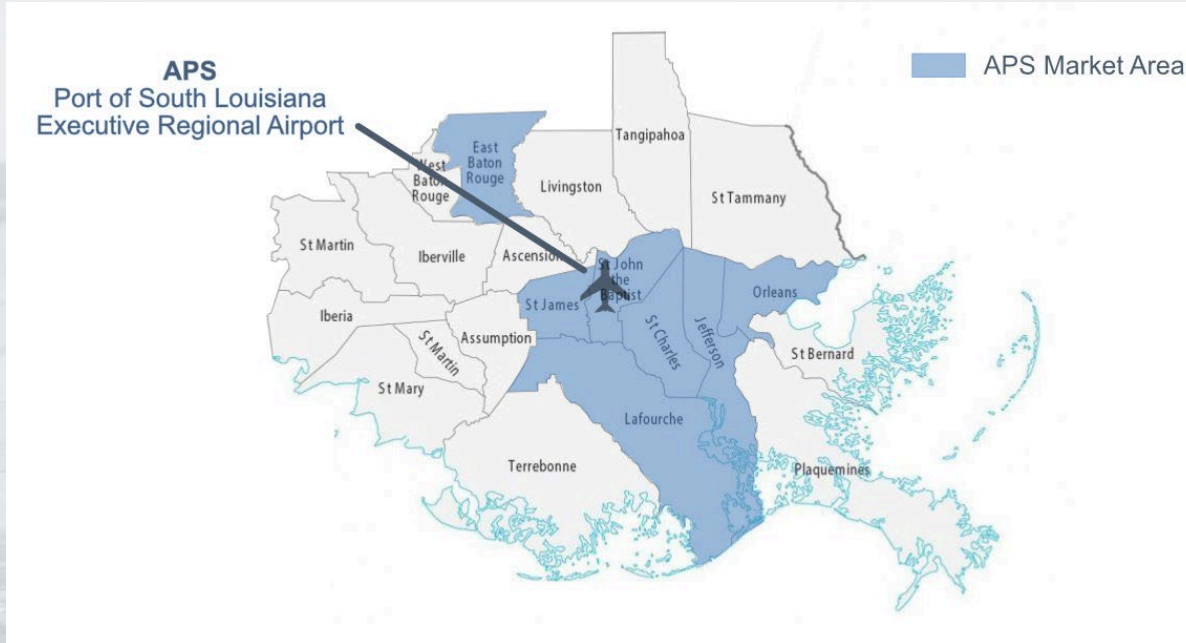 APS
Port of South Louisiana
Executive Regional Airport
APS Market Area
Tangipahoa
East
Baton
Rouge
West
Baton
Rouge
Livingston
St Tammany
St Martin
Iberville
Ascension
St John
the
Baptist
St James
Orleans
Iberia
Assumption
St Martin
St Charles
Jefferson
St Bernard
St Mary
Lafourche
Terrebonne
Plaquemines